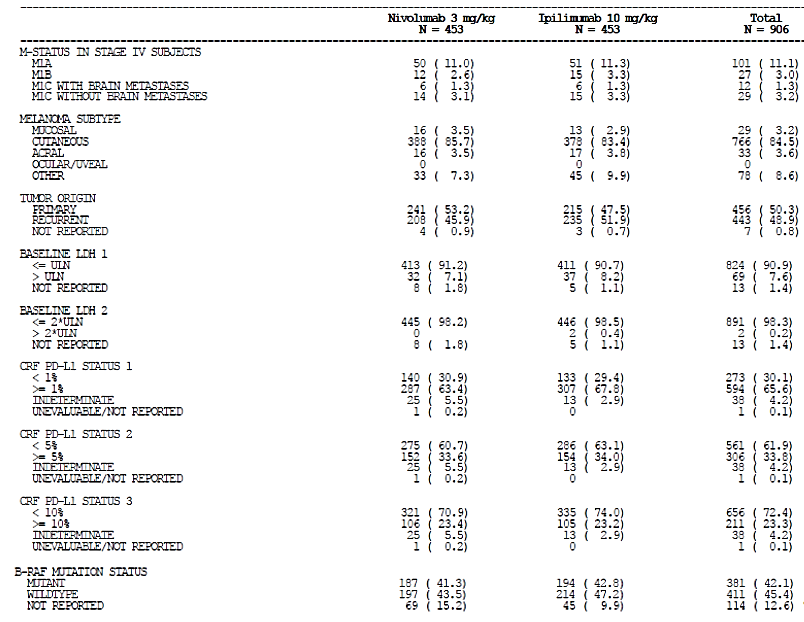 Nivolumab 3 mg/kg Ipilimumab 10 mg/kg Total
N = 453 N = 453 N = 906
M-STATUS IN STAGE IV SUBJECTS
M1A 50 ( 11.0) 51 ( 11.3) 101 ( 11.1)
M1B 12 ( 2.6) 15 ( 3.3) 27 ( 3.0)
M1C WITH BRAIN METASTASES 6 ( 1.3) 6 ( 1.3) 12 ( 1.3)
M1C WITHOUT BRAIN METASTASES 14 ( 3.1) 15 ( 3.3) 29 ( 3.2)
MELANOMA SUBTYPE
MUCOSAL 16 ( 3.5) 13 ( 2.9) 29 ( 3.2)
CUTANEOUS 388 ( 85.7) 378 ( 83.4) 766 ( 84.5)
ACRAL 16 ( 3.5) 17 ( 3.8) 33 ( 3.6)
OCULAR/UVEAL 0 0 0
OTHER 33 ( 7.3) 45 ( 9.9) 78 ( 8.6)
TUMOR ORIGIN
PRIMARY 241 ( 53.2) 215 ( 47.5) 456 ( 50.3)
RECURRENT 208 ( 45.9) 235 ( 51.9) 443 ( 48.9)
NOT REPORTED 4 ( 0.9) 3 ( 0.7) 7 ( 0.8)
BASELINE LDH 1
<= ULN 413 ( 91.2) 411 ( 90.7) 824 ( 90.9)
> ULN 32 ( 7.1) 37 ( 8.2) 69 ( 7.6)
NOT REPORTED 8 ( 1.8) 5 ( 1.1) 13 ( 1.4)
BASELINE LDH 2
<= 2*ULN 445 ( 98.2) 446 ( 98.5) 891 ( 98.3)
> 2*ULN 0 2 ( 0.4) 2 ( 0.2)
NOT REPORTED 8 ( 1.8) 5 ( 1.1) 13 ( 1.4)
CRF PD-L1 STATUS 1
< 1% 140 ( 30.9) 133 ( 29.4) 273 ( 30.1)
>= 1% 287 ( 63.4) 307 ( 67.8) 594 ( 65.6)
INDETERMINATE 25 ( 5.5) 13 ( 2.9) 38 ( 4.2)
UNEVALUABLE/NOT REPORTED 1 ( 0.2) 0 1 ( 0.1)
CRF PD-L1 STATUS 2
< 5% 275 ( 60.7) 286 ( 63.1) 561 ( 61.9)
>= 5% 152 ( 33.6) 154 ( 34.0) 306 ( 33.8)
INDETERMINATE 25 ( 5.5) 13 ( 2.9) 38 ( 4.2)
UNEVALUABLE/NOT REPORTED 1 ( 0.2) 0 1 ( 0.1)
CRF PD-L1 STATUS 3
< 10% 321 ( 70.9) 335 ( 74.0) 656 ( 72.4)
>= 10% 106 ( 23.4) 105 ( 23.2) 211 ( 23.3)
INDETERMINATE 25 ( 5.5) 13 ( 2.9) 38 ( 4.2)
UNEVALUABLE/NOT REPORTED 1 ( 0.2) 0 1 ( 0.1)
B-RAF MUTATION STATUS
MUTANT 187 ( 41.3) 194 ( 42.8) 381 ( 42.1)
WILDTYPE 197 ( 43.5) 214 ( 47.2) 411 ( 45.4)
NOT REPORTED 69 ( 15.2) 45 ( 9.9) 114 ( 12.6)